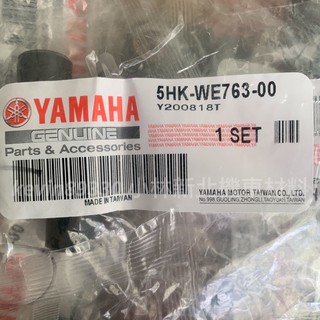 YAMAHA
GENUINE
Parts & Accessories
5HK-WE763-00
Y200818T
1 SET
MADE IN TAIWAN
YAMAHA MOTOR TAIWAN CO., LTD.